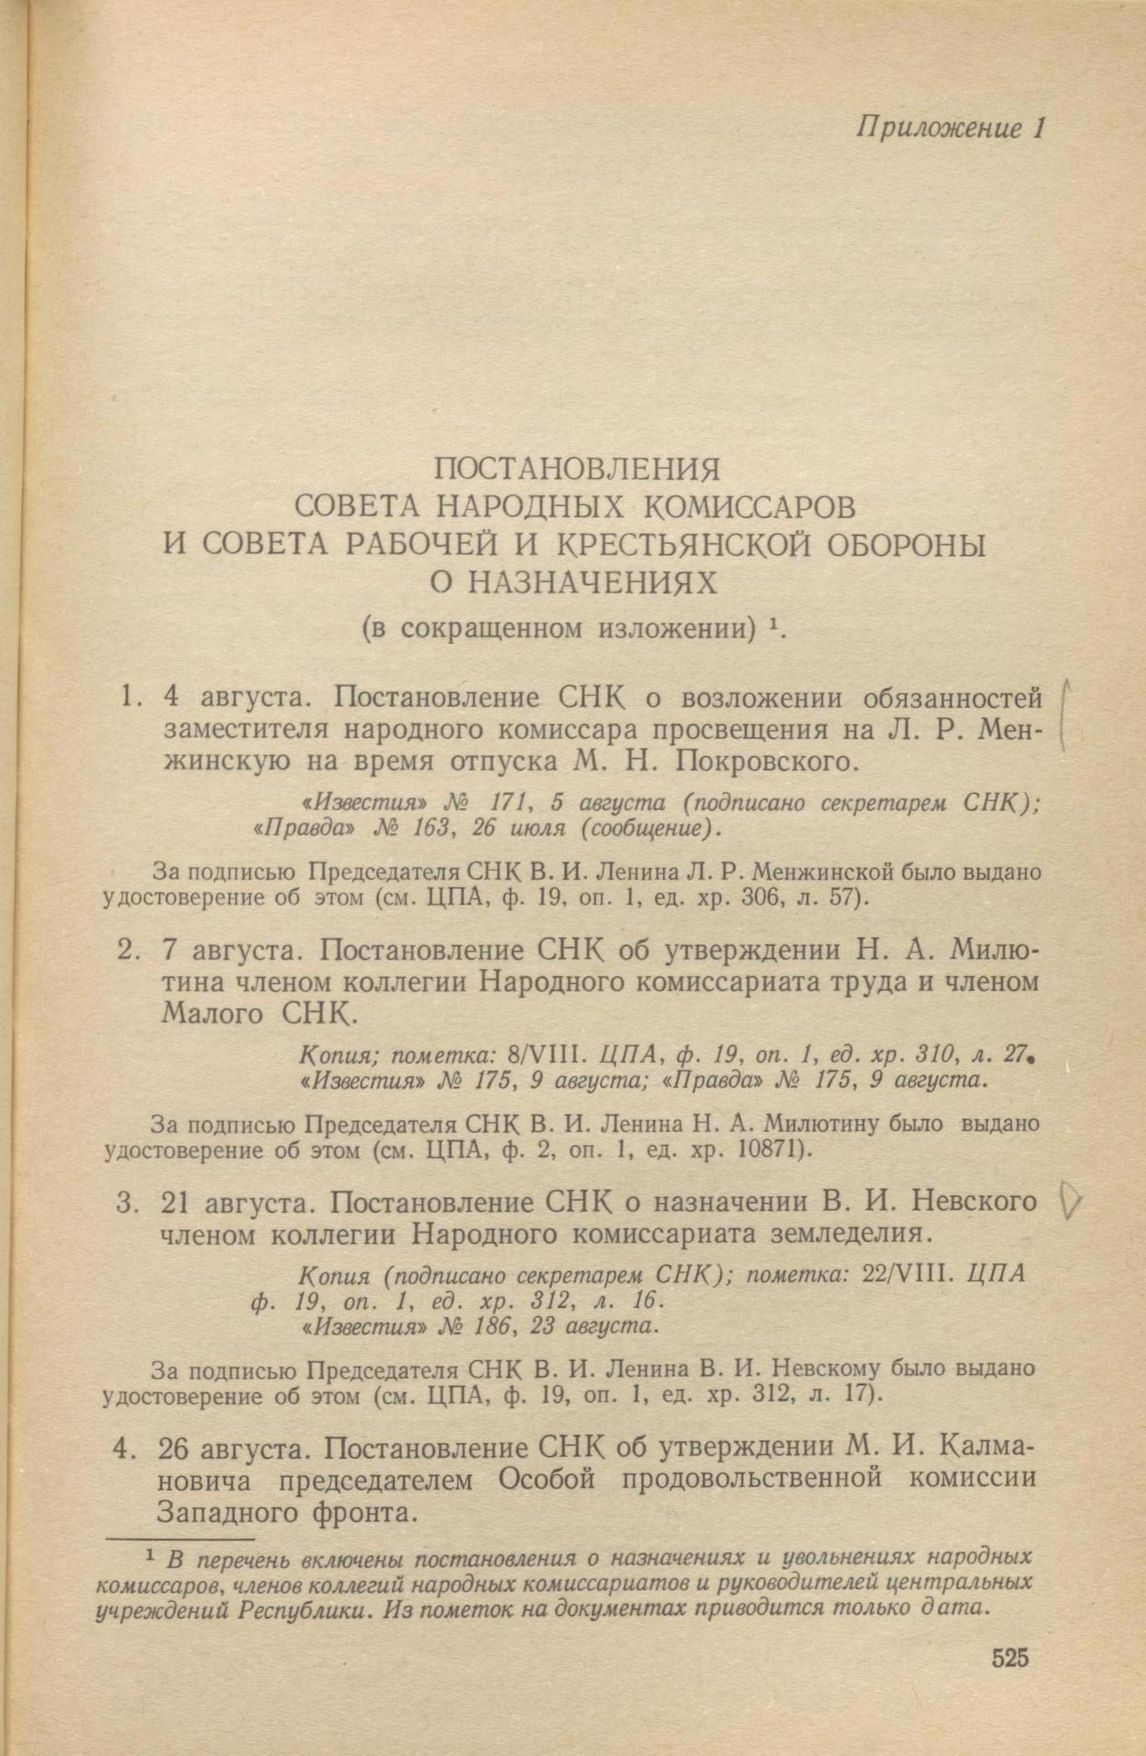 Приложение 1
ПОСТАНОВЛЕНИЯ
СОВЕТА НАРОДНЫХ КОМИССАРОВ
И СОВЕТА РАБОЧЕЙ И КРЕСТЬЯНСКОЙ ОБОРОНЫ
О НАЗНАЧЕНИЯХ
(в сокращенном изложении) ¹.
1. 4 августа. Постановление СНК о возложении обязанностей
заместителя народного комиссара просвещения на Л. Р. Мен-
жинскую на время отпуска М. Н. Покровского.
«Известия» № 171, 5 августа (подписано секретарем СНК);
«Правда» № 163, 26 июля (сообщение).
За подписью Председателя СНК В. И. Ленина Л. Р. Менжинской было выдано
удостоверение об этом (см. ЦПА, ф. 19, оп. 1, ед. хр. 306, л. 57).
2. 7 августа. Постановление СНК об утверждении Н. А. Милю-
тина членом коллегии Народного комиссариата труда и членом
Малого СНК.
Копия; пометка: 8/VIII. ЦПА, ф. 19, оп. 1, ед. хр. 310, л. 27.
«Известия» № 175, 9 августа; «Правда» № 175, 9 августа.
За подписью Председателя СНК В. И. Ленина Н. А. Милютину было выдано
удостоверение об этом (см. ЦПА, ф. 2, оп. 1, ед. хр. 10871).
3. 21 августа. Постановление СНК о назначении В. И. Невского
членом коллегии Народного комиссариата земледелия.
Копия (подписано секретарем СНК); пометка: 22/VIII. ЦПА
ф. 19, оп. 1, ед. хр. 312, л. 16.
«Известия» № 186, 23 августа.
За подписью Председателя СНК В. И. Ленина В. И. Невскому было выдано
удостоверение об этом (см. ЦПА, ф. 19, оп. 1, ед. хр. 312, л. 17).
4. 26 августа. Постановление СНК об утверждении М. И. Калма-
новича председателем Особой продовольственной комиссии
Западного фронта.
¹ В перечень включены постановления о назначениях и увольнениях народных
комиссаров, членов коллегий народных комиссариатов и руководителей центральных
учреждений Республики. Из пометок на документах приводится только дата.
525